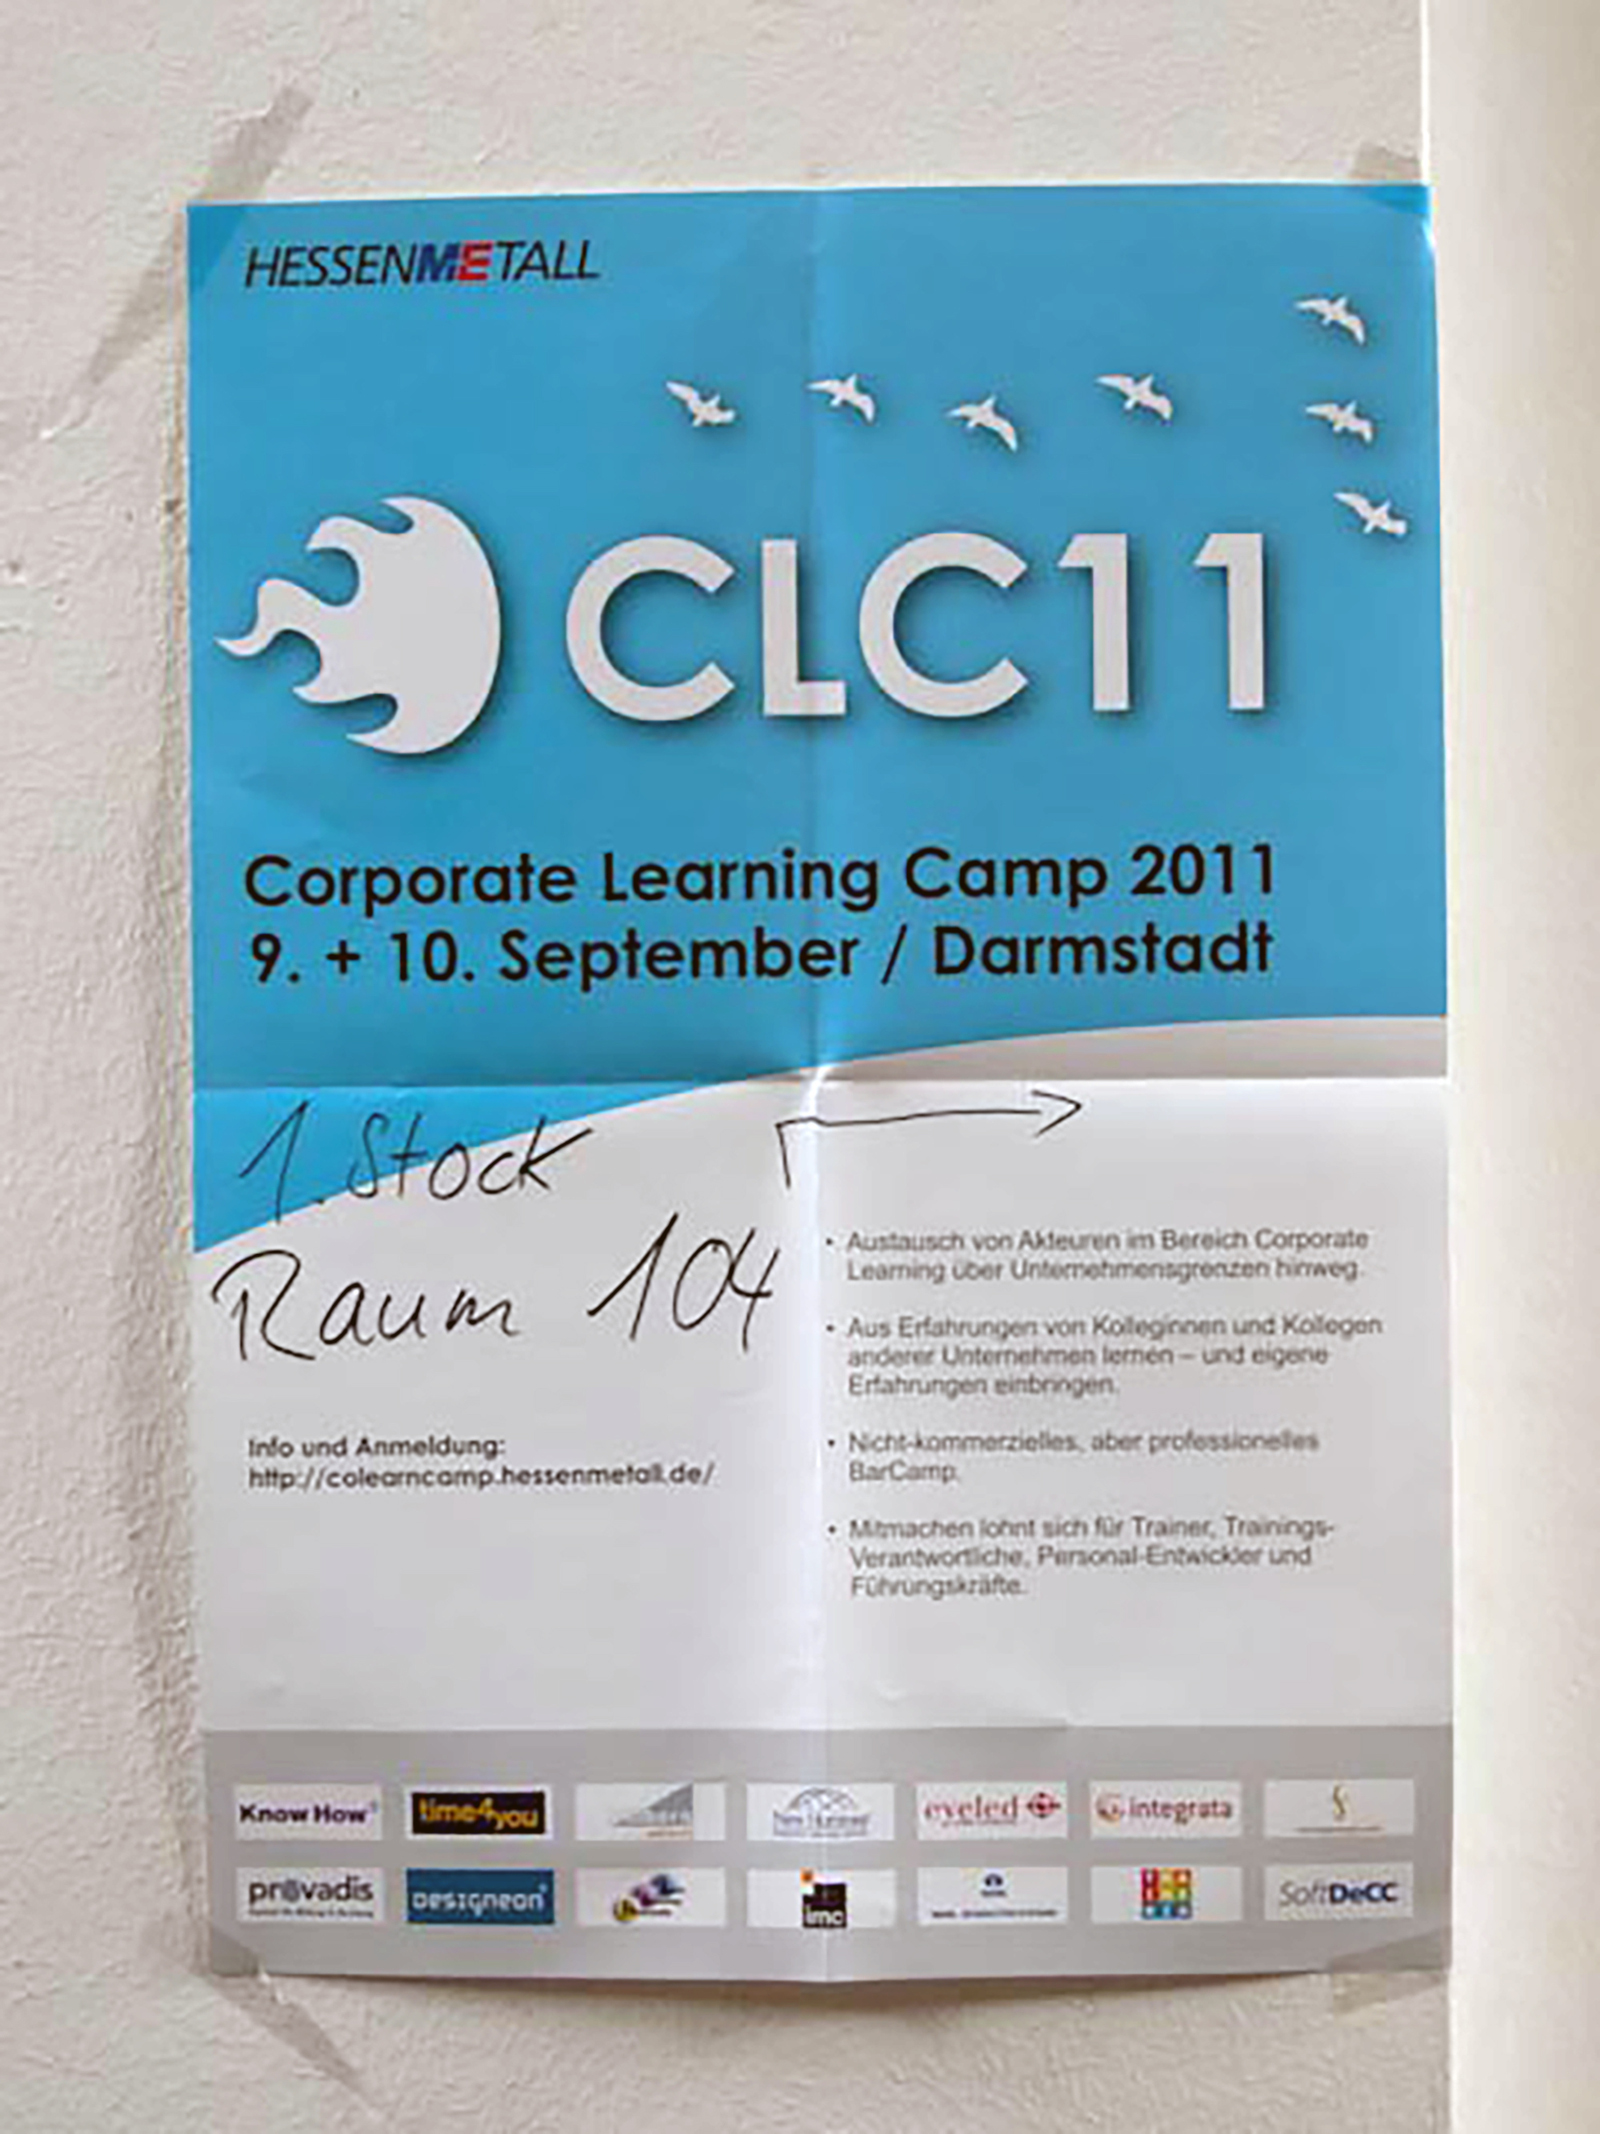 HESSENMETALL
CLC11
Corporate Learning Camp 2011
9. + 10. September / Darmstadt
1. Stock
Raum 104
Info und Anmeldung:
http://colearncamp.hessenmetall.de/
• Austausch von Akteuren im Bereich Corporate
Learning über Unternehmensgrenzen hinweg.
• Aus Erfahrungen von Kolleginnen und Kollegen
anderer Unternehmen lernen – und eigene
Erfahrungen einbringen.
• Nicht-kommerzielles, aber professionelles
BarCamp.
• Mitmachen lohnt sich für Trainer, Trainings-
Verantwortliche, Personal-Entwickler und
Führungskräfte.
Know How
time4you
eyeled
integrata
provadis
DESIGNEON
imc
SoftDeCC